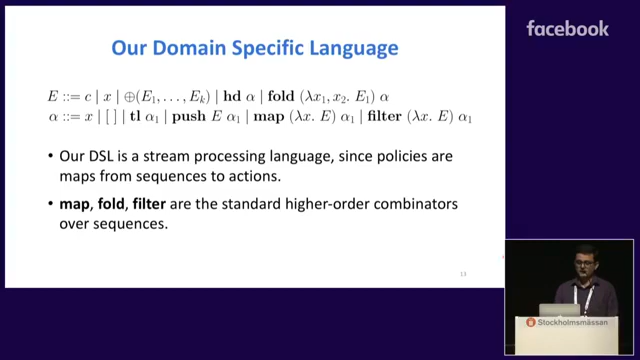 facebook
Our Domain Specific Language
E ::= c | x | ⊕(E₁, . . . , Eₖ) | hd α | fold (λx₁, x₂. E₁) α
α ::= x | [ ] | tl α₁ | push E α₁ | map (λx. E) α₁ | filter (λx. E) α₁
• Our DSL is a stream processing language, since policies are
maps from sequences to actions.
• map, fold, filter are the standard higher-order combinators
over sequences.
13
Stockholmsmässan